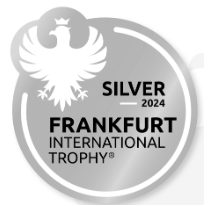 SILVER
2024
FRANKFURT
INTERNATIONAL
TROPHY®